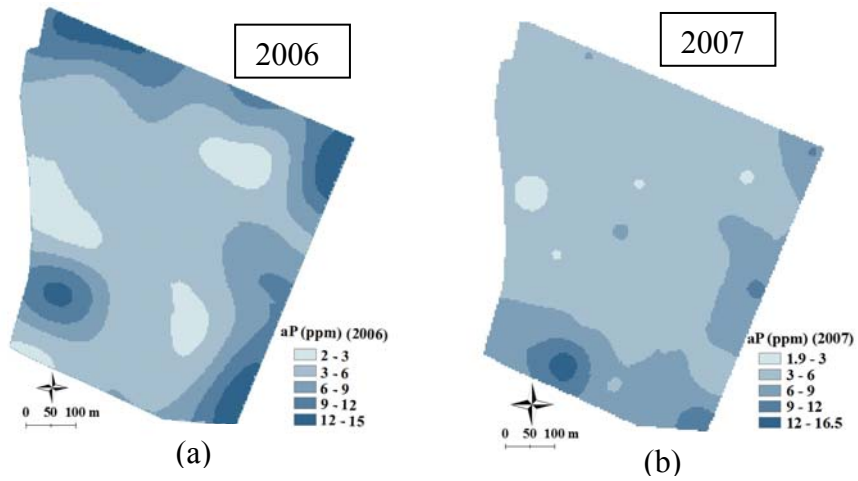 2006
aP (ppm) (2006)
2 - 3
3 - 6
6 - 9
9 - 12
12 - 15
0 50 100 m
(a)
2007
aP (ppm) (2007)
1.9 - 3
3 - 6
6 - 9
9 - 12
12 - 16.5
0 50 100 m
(b)